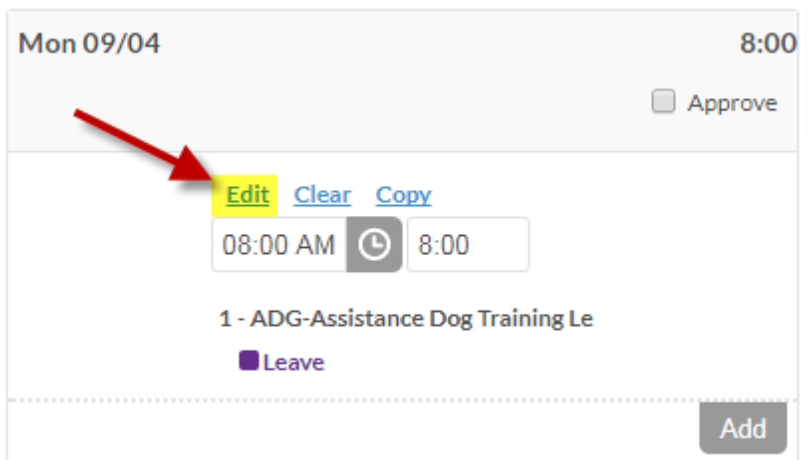 Mon 09/04 8:00
Approve
Edit Clear Copy
08:00 AM 8:00
1 - ADG-Assistance Dog Training Le
Leave
Add